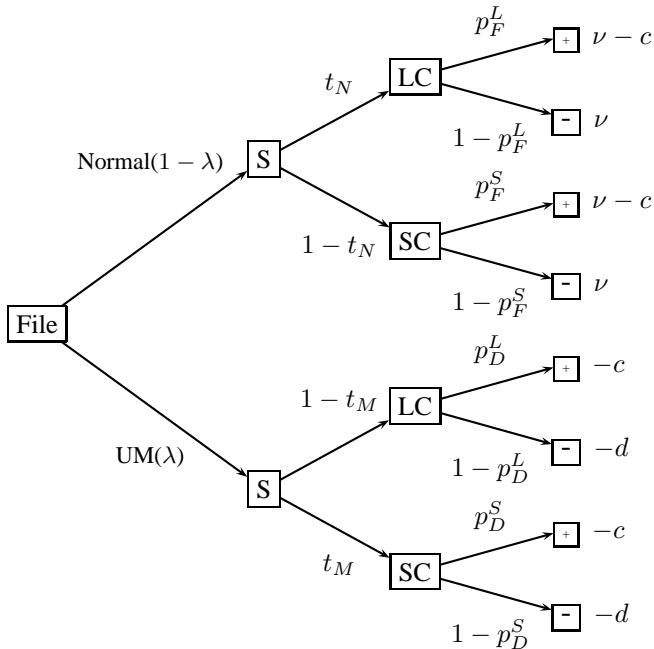 p_F^L + ν − c
t_N LC
1 − p_F^L - ν
Normal(1 − λ) S
p_F^S + ν − c
1 − t_N SC
1 − p_F^S - ν
File
p_D^L + −c
1 − t_M LC
UM(λ) 1 − p_D^L - −d
S
p_D^S + −c
t_M SC
1 − p_D^S - −d